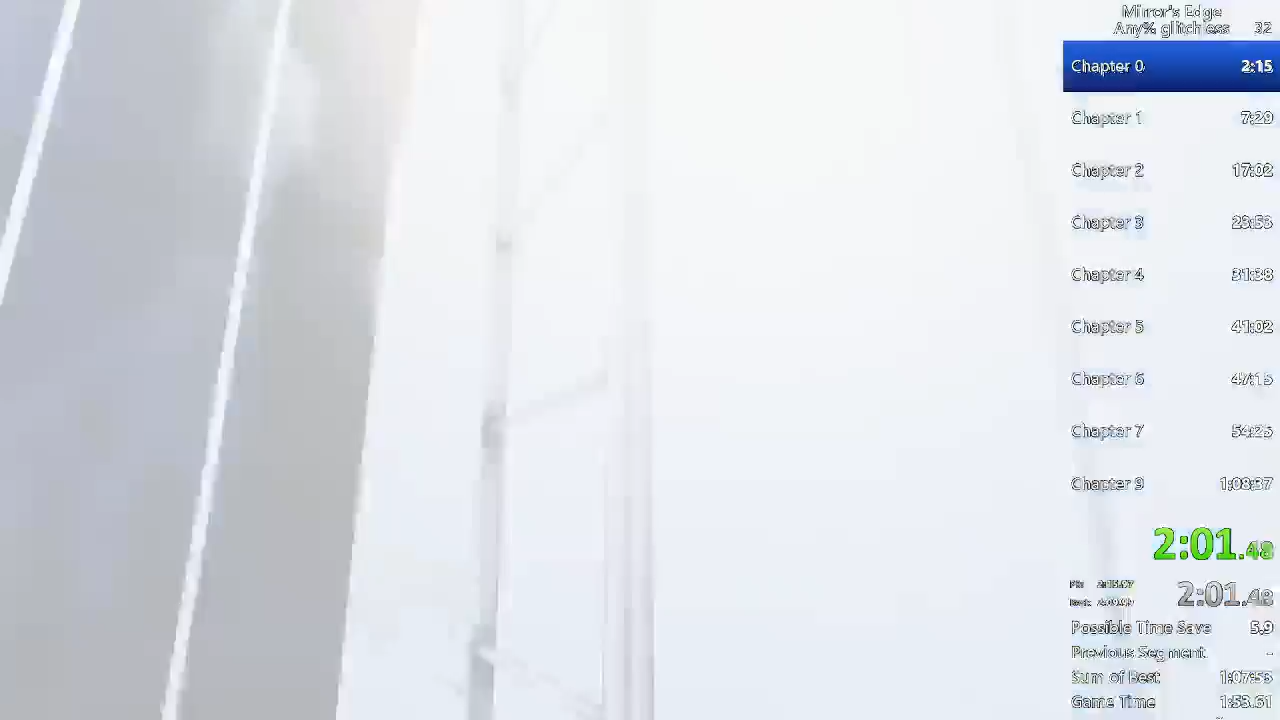 Mirror's Edge
Any% glitchless 32
Chapter 0 2:15
Chapter 1 7:29
Chapter 2 17:02
Chapter 3 23:53
Chapter 4 31:38
Chapter 5 41:02
Chapter 6 47:15
Chapter 7 54:25
Chapter 9 1:08:37
2:01.48
2:01.48
Possible Time Save 5.9
Previous Segment -
Sum of Best 1:07:55
Game Time 1:53.61